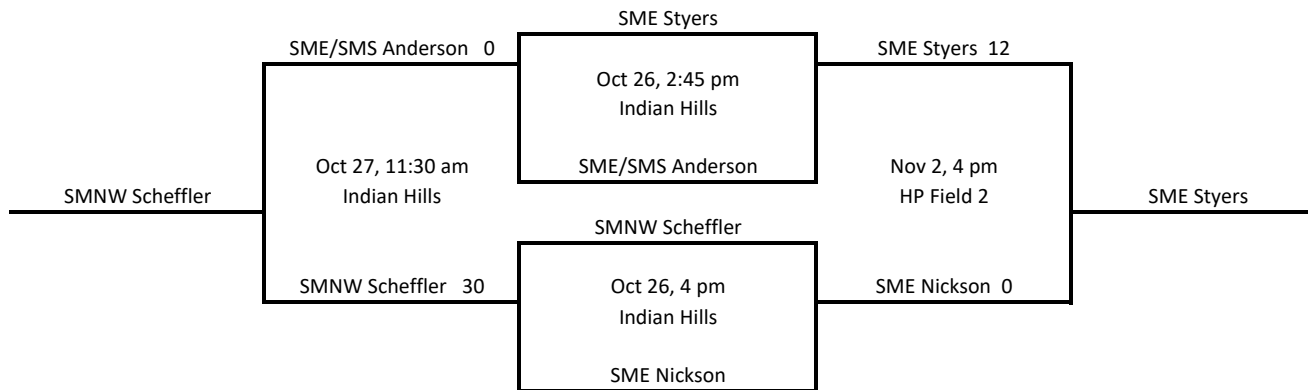 SME Styers
SME/SMS Anderson 0
SME Styers 12
Oct 26, 2:45 pm
Indian Hills
Oct 27, 11:30 am
Indian Hills
SME/SMS Anderson
Nov 2, 4 pm
HP Field 2
SMNW Scheffler
SME Styers
SMNW Scheffler
SMNW Scheffler 30
Oct 26, 4 pm
Indian Hills
SME Nickson 0
SME Nickson